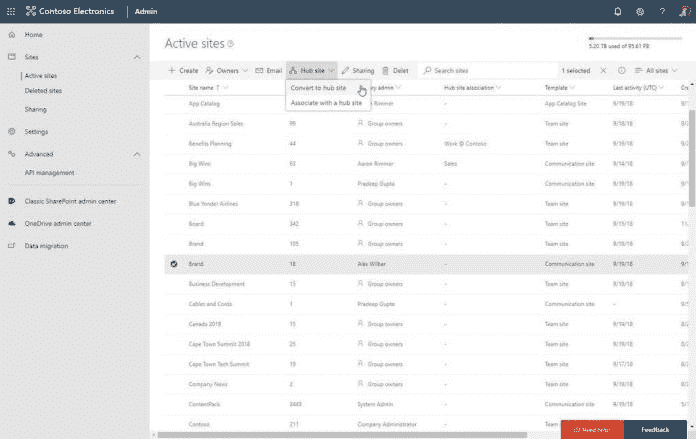 Contoso Electronics Admin
Home
Sites
Active sites
Deleted sites
Sharing
Settings
Advanced
API management
Classic SharePoint admin center
OneDrive admin center
Data migration
Active sites
5.20 TB used of 95.61 PB
+ Create Owners Email Hub site Sharing Delet Search sites 1 selected All sites
Convert to hub site
Associate with a hub site
Site name ary admin Hub site association Template Last activity (UTC)
App Catalog Rimmer - App Catalog Site 9/19/18
Australia Region Sales 99 Group owners - Team site 9/18/18
Benefits Planning 44 Group owners Work @ Contoso Team site 9/19/18
Big Wins 63 Aaron Rimmer Sales Communication site 9/14/18
Big Wins 1 Pradeep Gupta - Communication site 9/19/18
Blue Yonder Airlines 318 Group owners - Team site 9/19/18
Board 342 Group owners - Team site 9/15/18
Brand 105 Group owners - Team site 9/19/18
Brand 18 Alex Wilber - Communication site 9/19/18
Business Development 15 Group owners - Team site 9/19/18
Cables and Cords 1 Pradeep Gupta - Communication site -
Canada 2018 15 Group owners - Team site 9/19/18
Cape Town Summit 2018 25 Group owners - Team site 9/19/18
Cape Town Tech Summit 19 Group owners - Team site 9/17/18
Company News 2 Group owners - Team site 9/19/18
ContentPack 2443 System Admin - Communication site 9/19/18
Contoso 211 Company Administrator - Team site
Need help?
Feedback